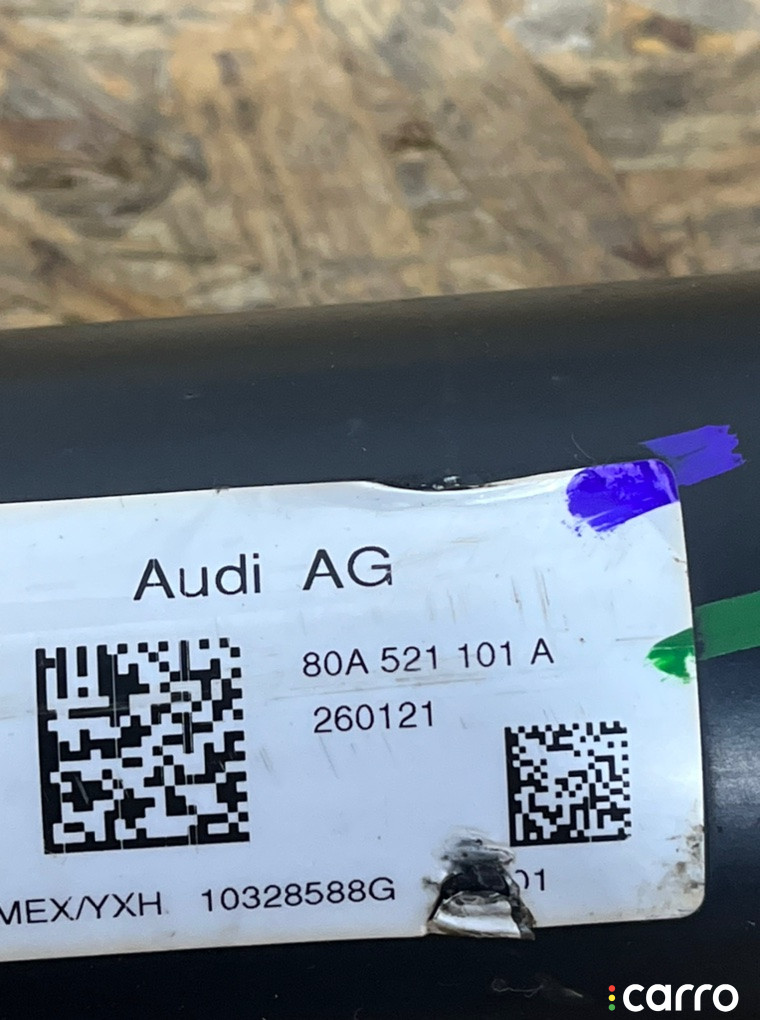 Audi AG
80A 521 101 A
260121
MEX/YXH 10328588G
carro